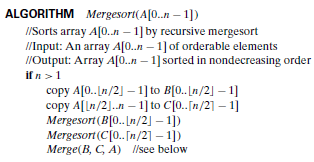 ALGORITHM Mergesort(A[0..n − 1])
//Sorts array A[0..n − 1] by recursive mergesort
//Input: An array A[0..n − 1] of orderable elements
//Output: Array A[0..n − 1] sorted in nondecreasing order
if n > 1
copy A[0..⌊n/2⌋ − 1] to B[0..⌊n/2⌋ − 1]
copy A[⌊n/2⌋..n − 1] to C[0..⌈n/2⌉ − 1]
Mergesort(B[0..⌊n/2⌋ − 1])
Mergesort(C[0..⌈n/2⌉ − 1])
Merge(B, C, A) //see below